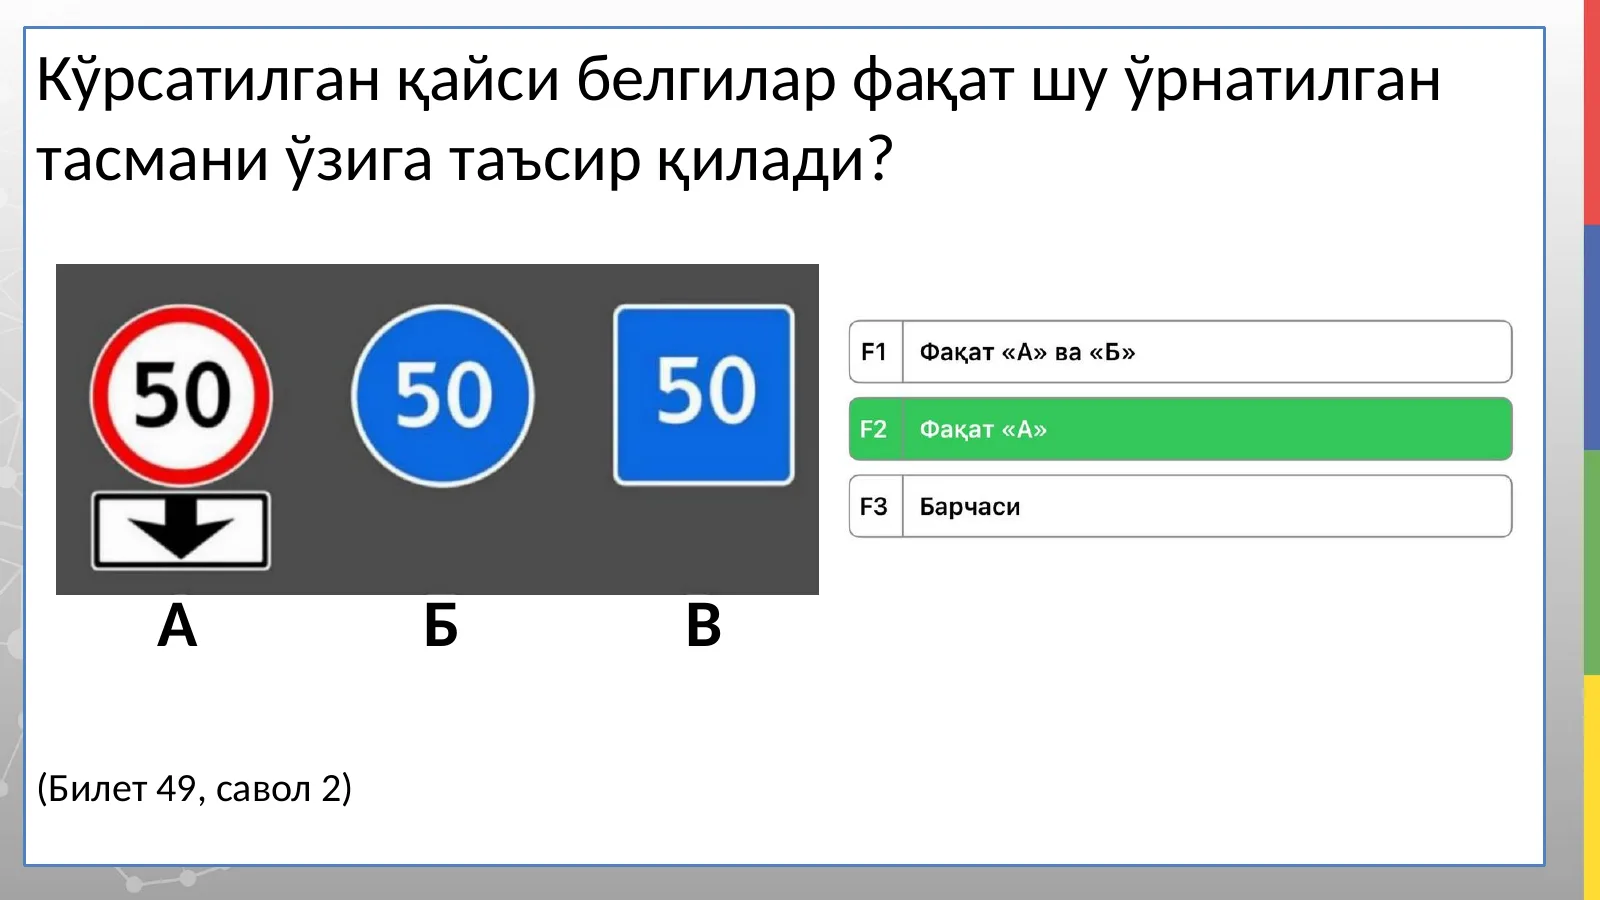 Кўрсатилган қайси белгилар фақат шу ўрнатилган
тасмани ўзига таъсир қилади?
50
50
50
А
Б
В
F1 Фақат «А» ва «Б»
F2 Фақат «А»
F3 Барчаси
(Билет 49, савол 2)